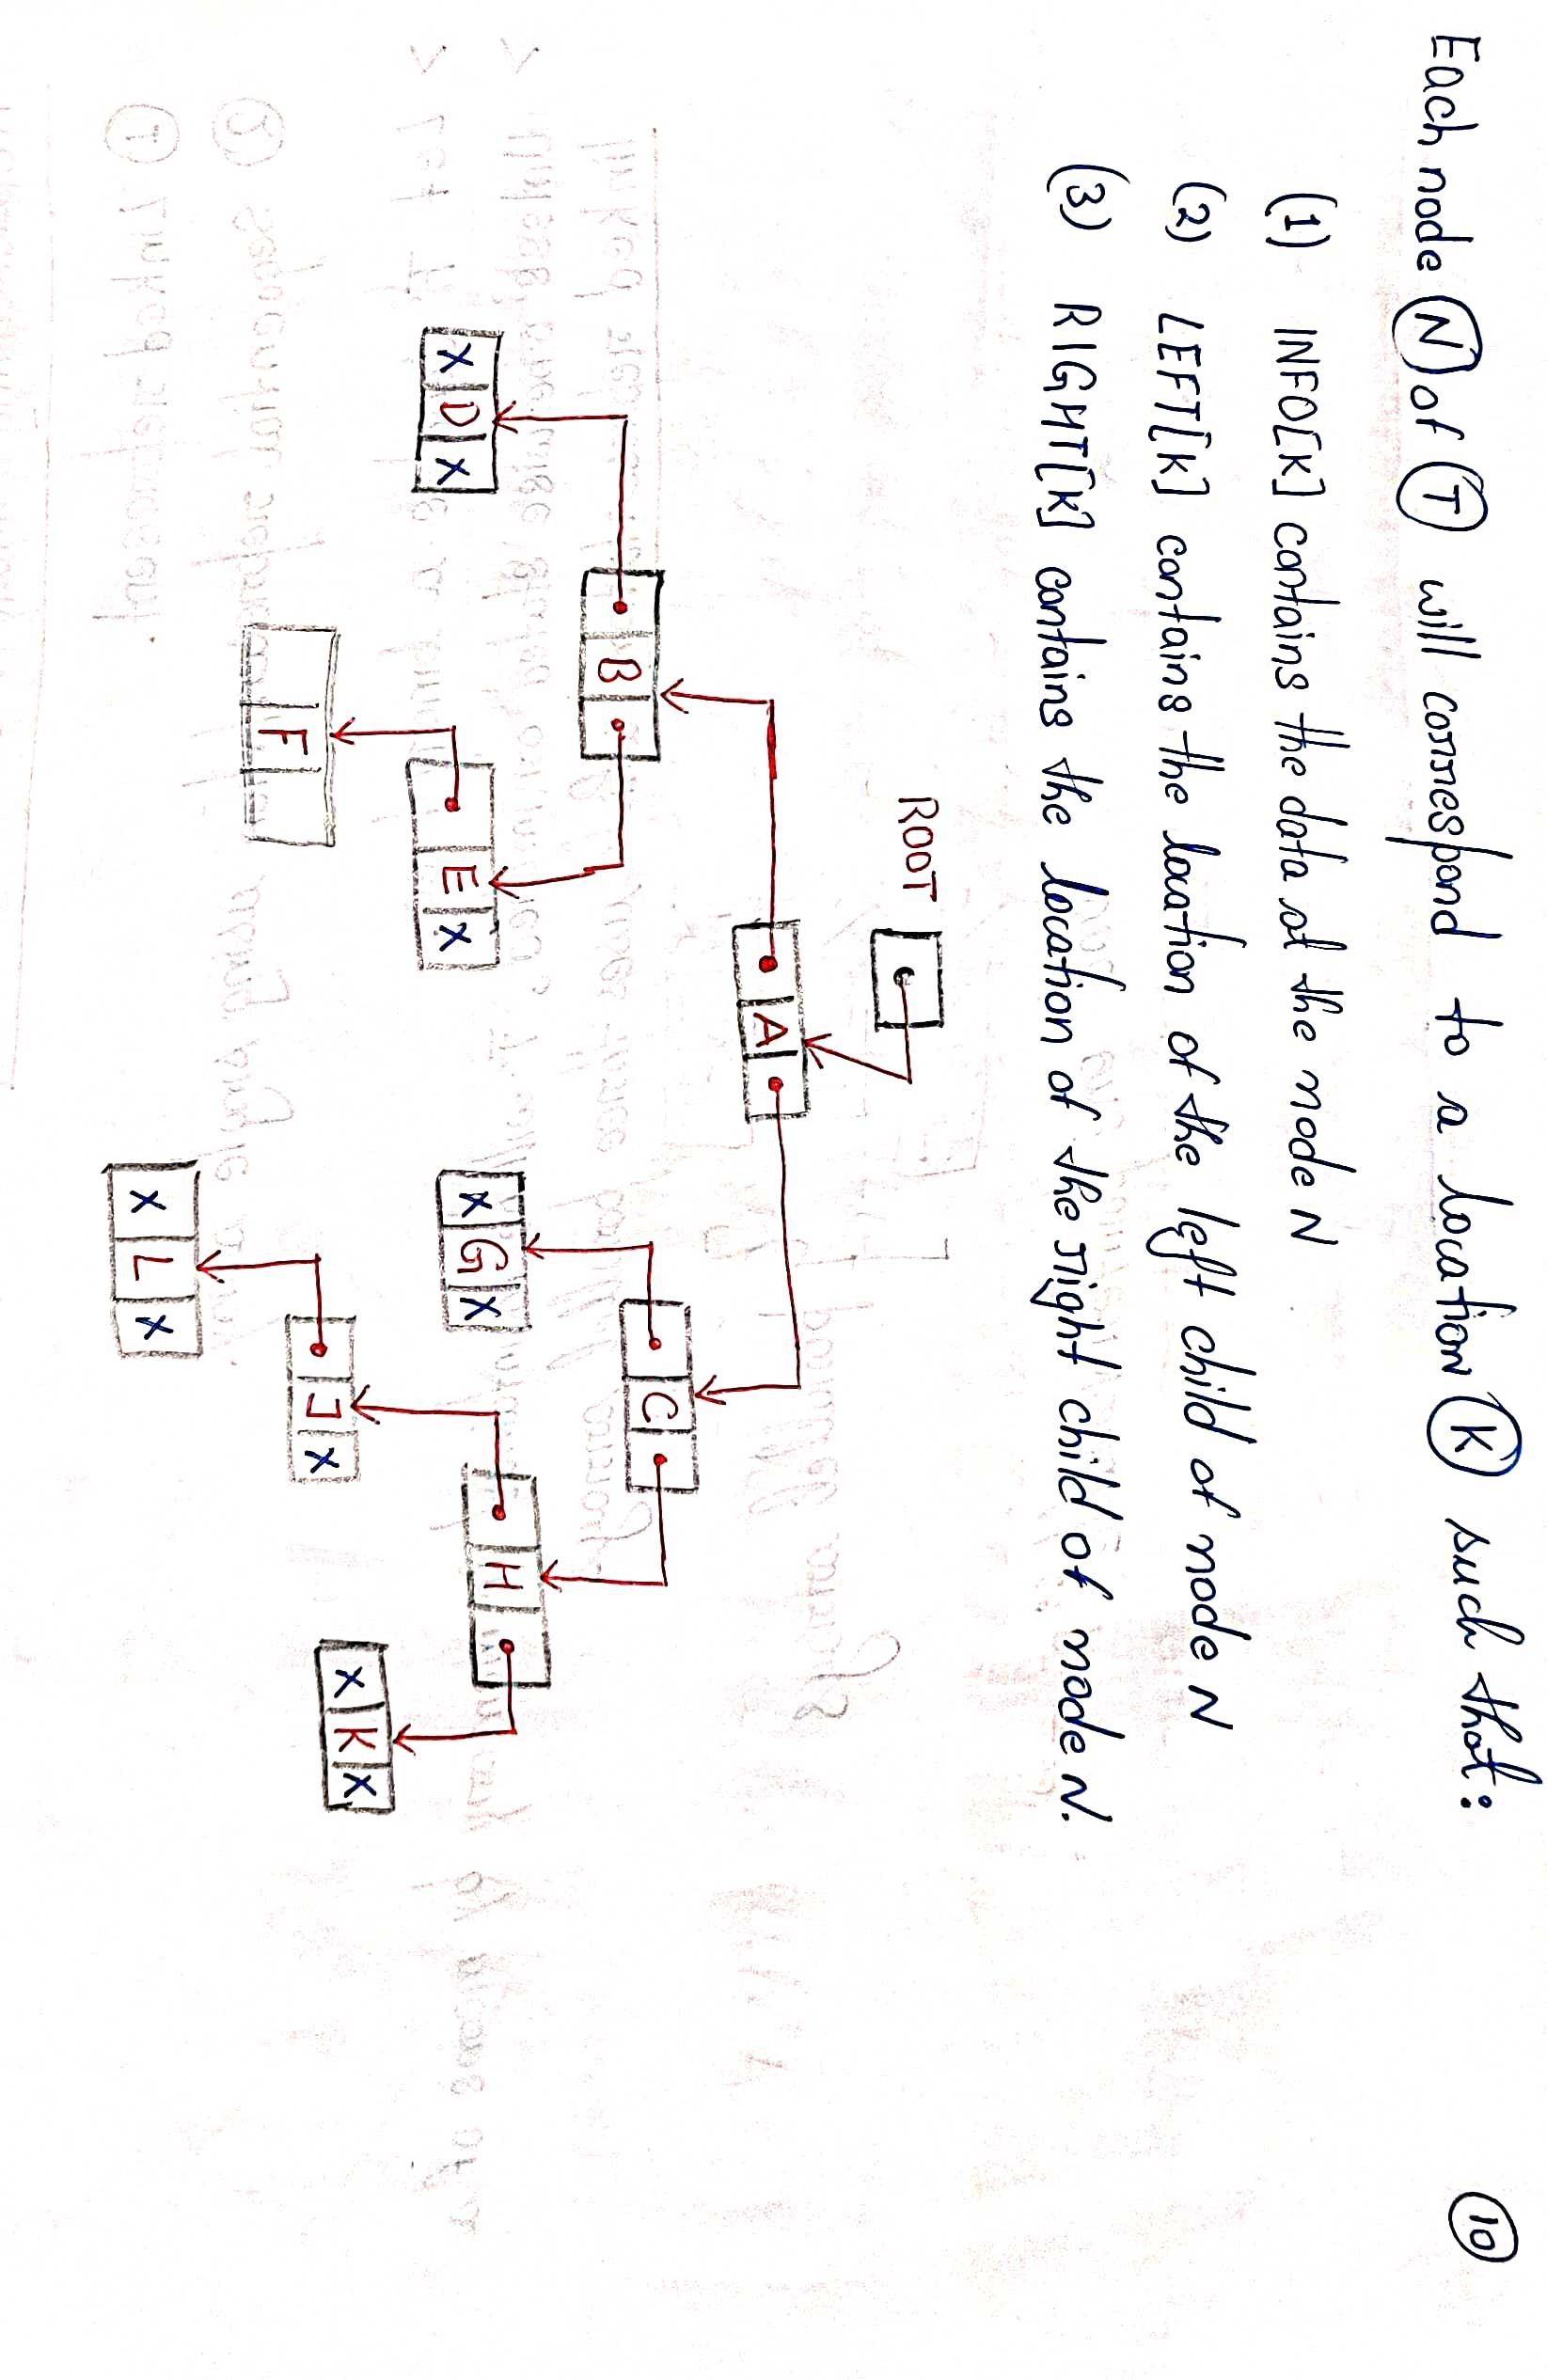 10
Each node N of T will correspond to a location K such that:
(1) INFO[K] contains the data at the node N
(2) LEFT[K] contains the location of the left child of node N
(3) RIGHT[K] contains the location of the right child of node N.
ROOT
A
B
C
X D X
E X
X G X
H
F
J X
X K X
X L X